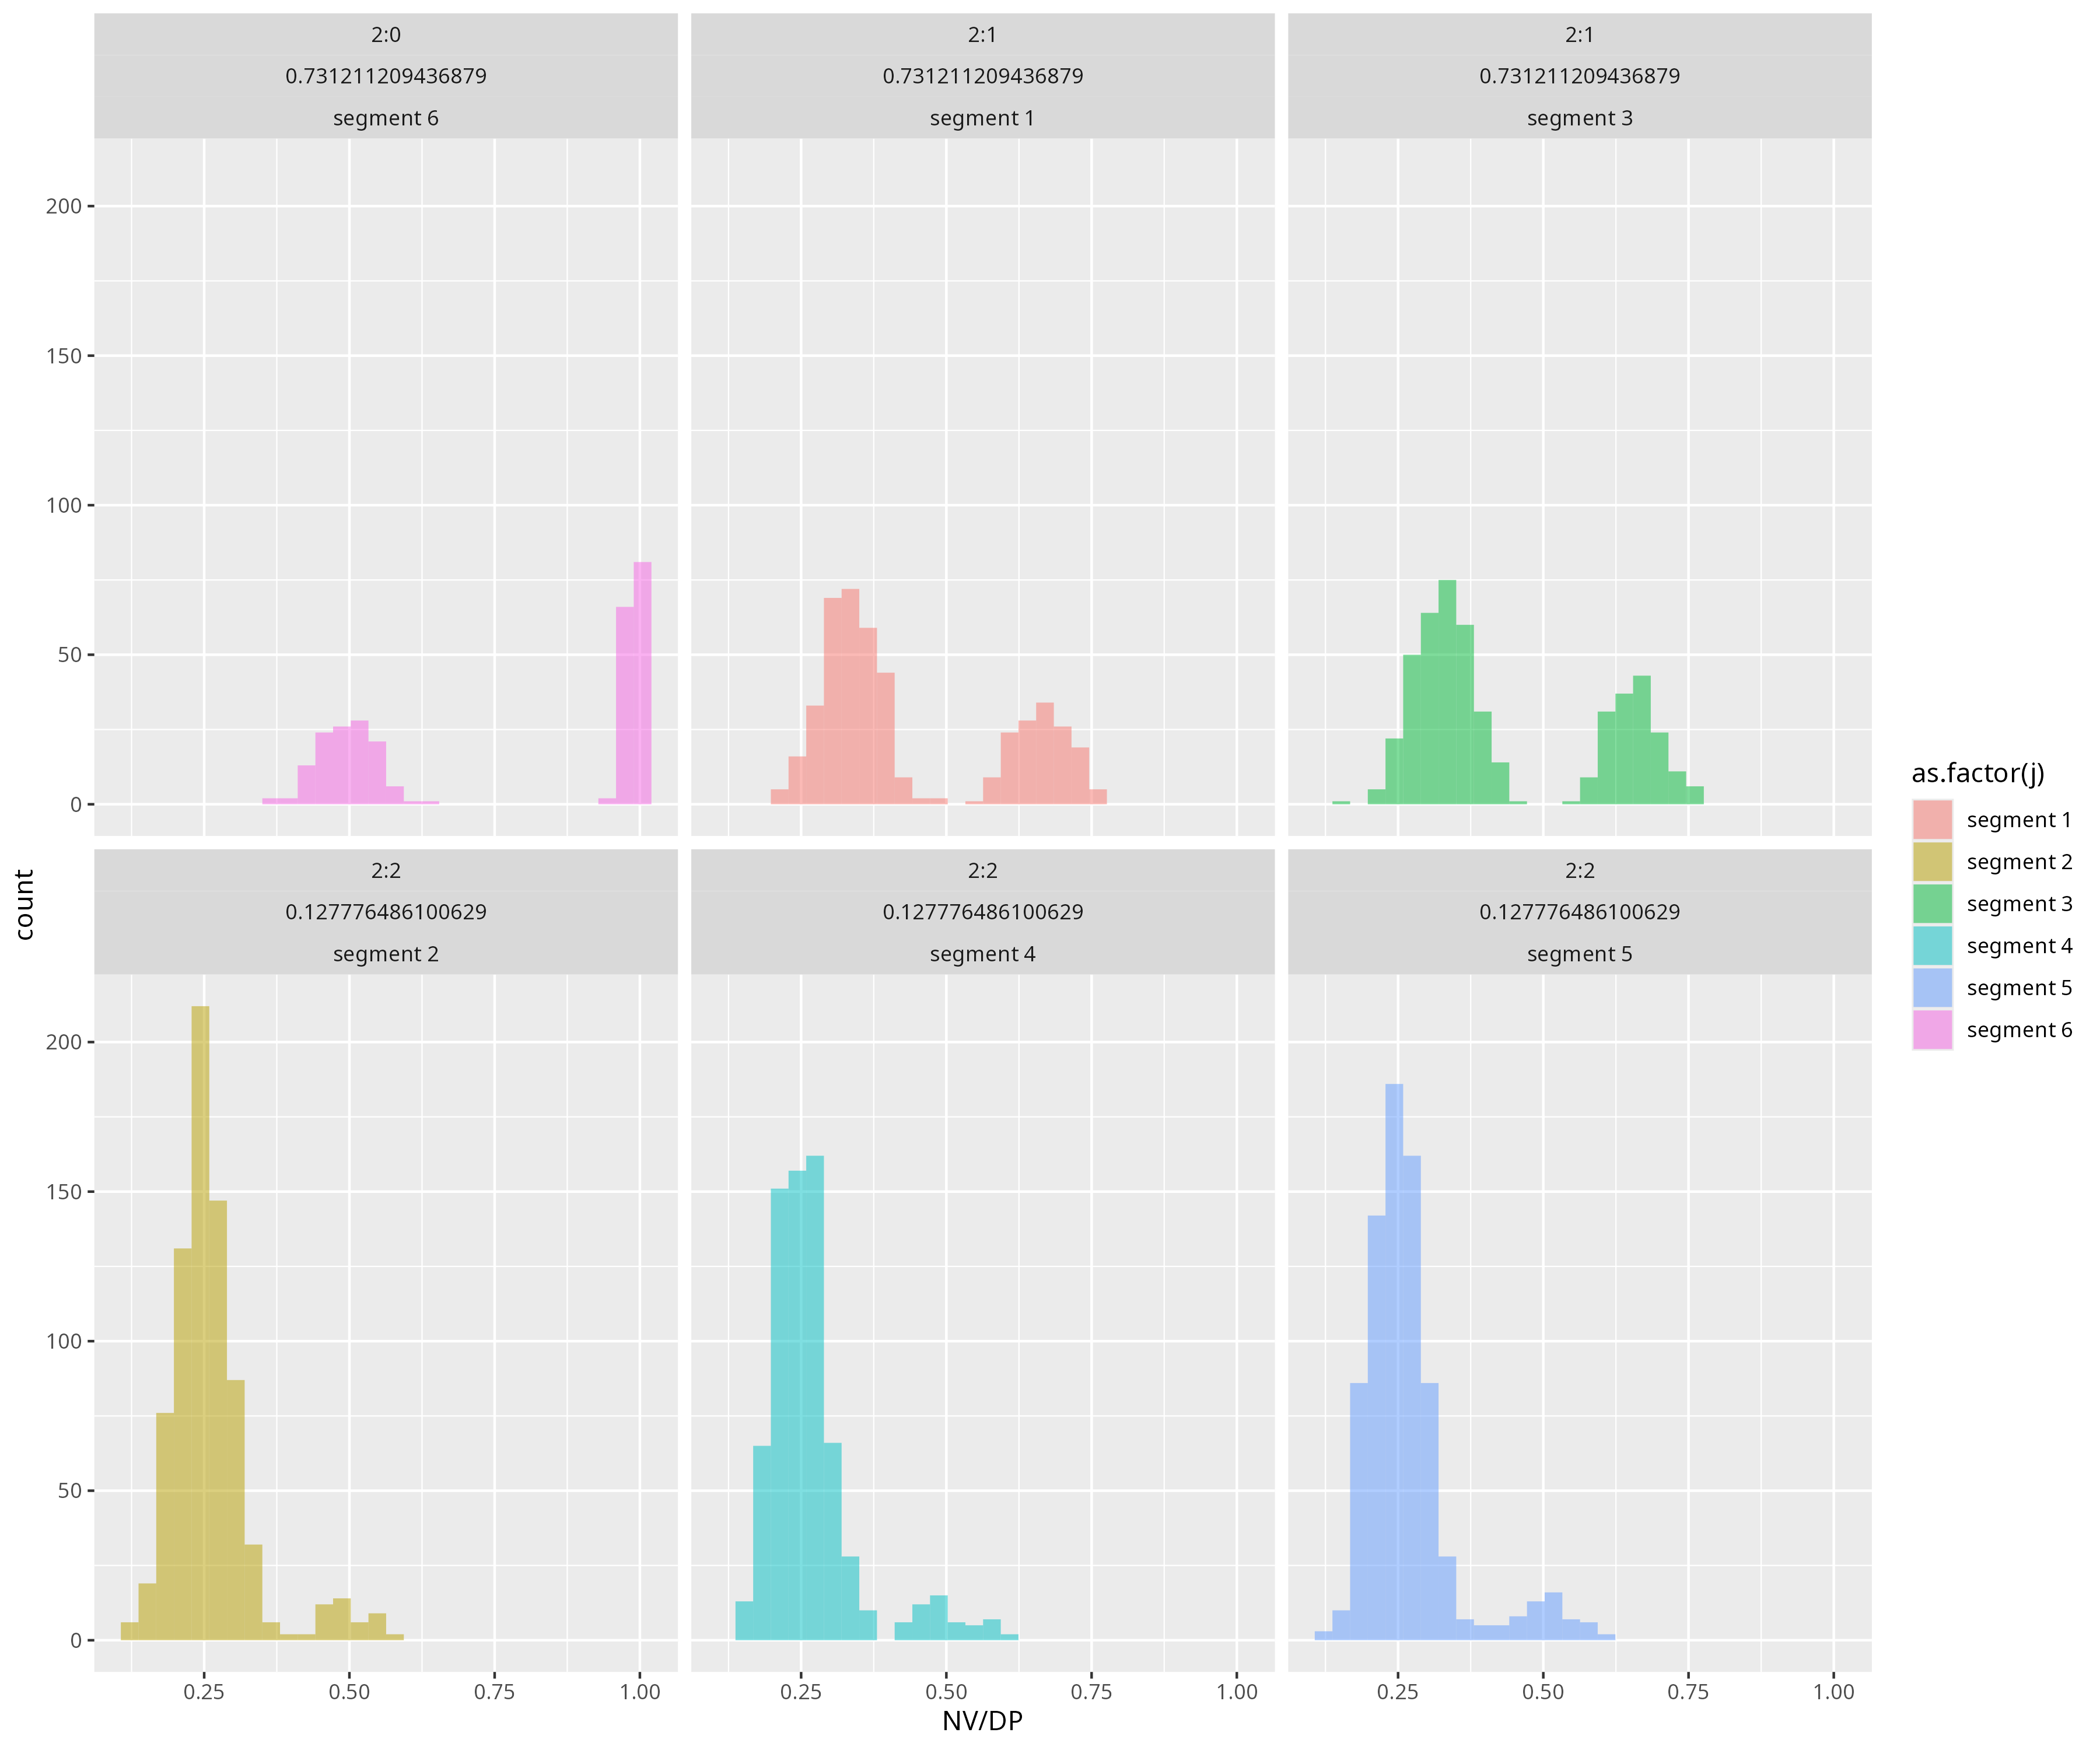 2:0
0.731211209436879
segment 6
2:1
0.731211209436879
segment 1
2:1
0.731211209436879
segment 3
200
150
100
50
0
2:2
0.127776486100629
segment 2
2:2
0.127776486100629
segment 4
2:2
0.127776486100629
segment 5
200
150
100
50
0
0.25 0.50 0.75 1.00
0.25 0.50 0.75 1.00
0.25 0.50 0.75 1.00
NV/DP
count
as.factor(j)
segment 1
segment 2
segment 3
segment 4
segment 5
segment 6